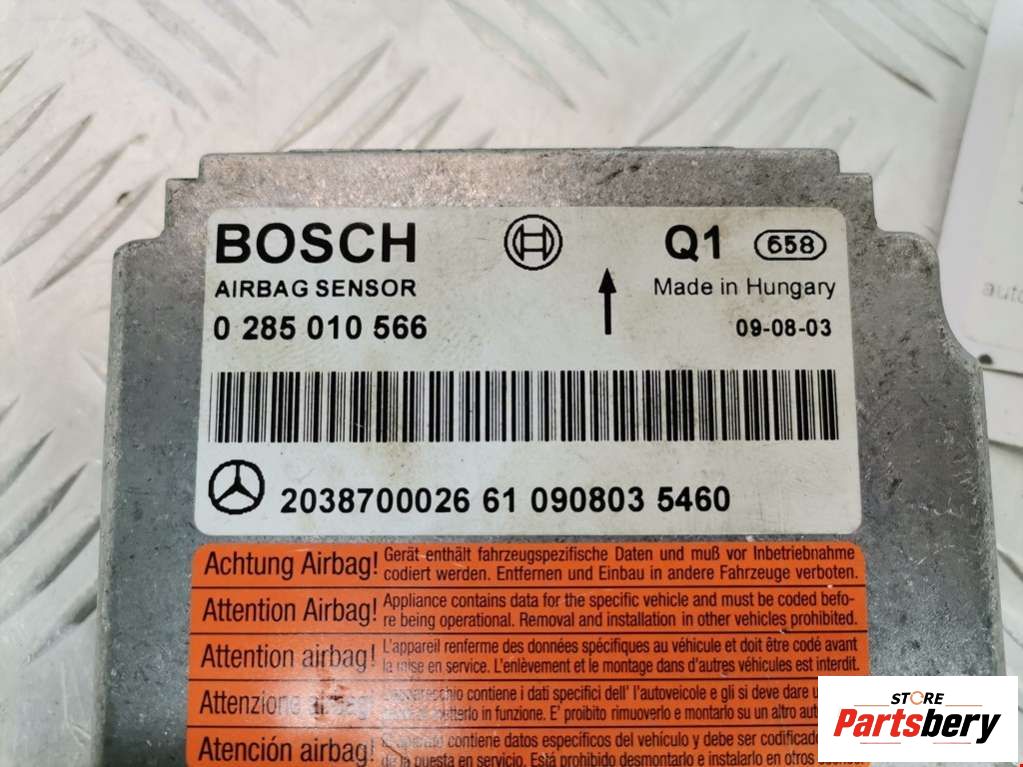 BOSCH
Q1 658
AIRBAG SENSOR
Made in Hungary
0 285 010 566
09-08-03
2038700026 61 090803 5460
Achtung Airbag! Gerät enthält fahrzeugspezifische Daten und muß vor Inbetriebnahme
codiert werden. Entfernen und Einbau in andere Fahrzeuge verboten.
Attention Airbag! Appliance contains data for the specific vehicle and must be coded befo-
re being operational. Removal and installation in other vehicles prohibited.
Attention airbag! L'appareil renferme des données spécifiques au véhicule et doit être codé avant
la mise en service. L'enlèvement et le montage dans d'autres véhicules est interdit.
Attenzione airbag! contiene i dati specifici dell' l'autoveicole e gli si deve dare
in funzione. E' proibito rimuoverlo e montarlo su un altro
Atención airbag! contiene datos específicos del vehículo y debe ser
de la puesta en servicio. Está prohibido desmontarlo e instalarlo en otros
auto
STORE
Partsbery